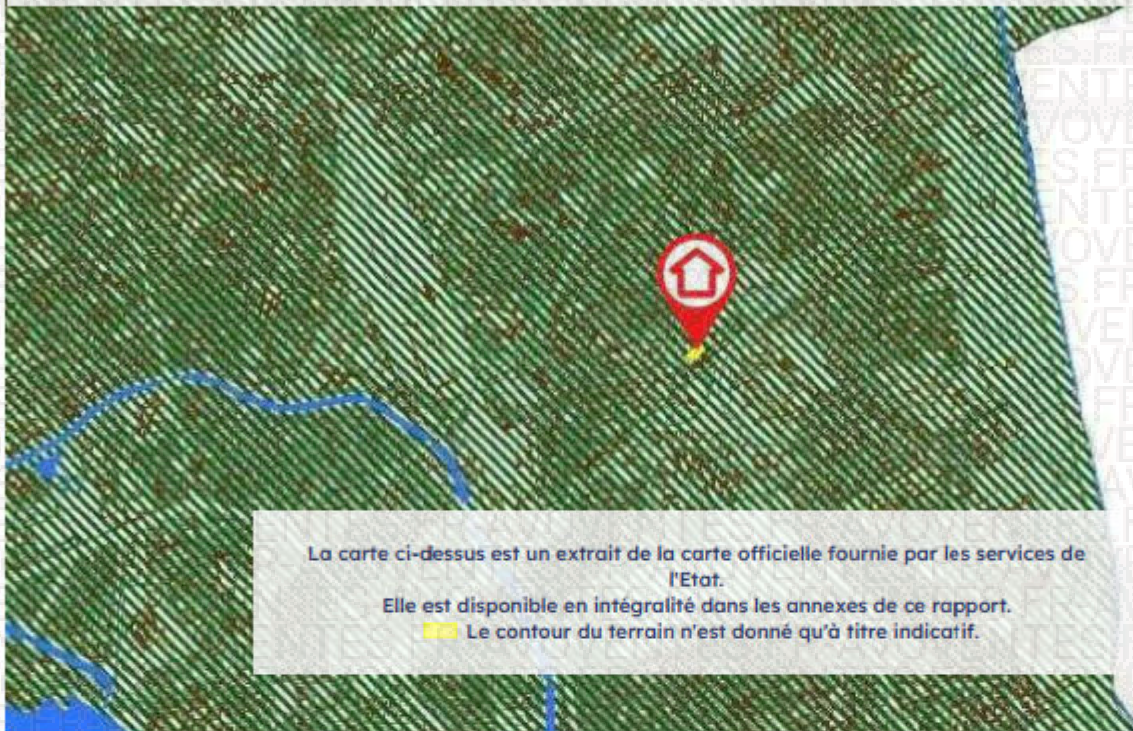 La carte ci-dessus est un extrait de la carte officielle fournie par les services de
l'Etat.
Elle est disponible en intégralité dans les annexes de ce rapport.
Le contour du terrain n'est donné qu'à titre indicatif.